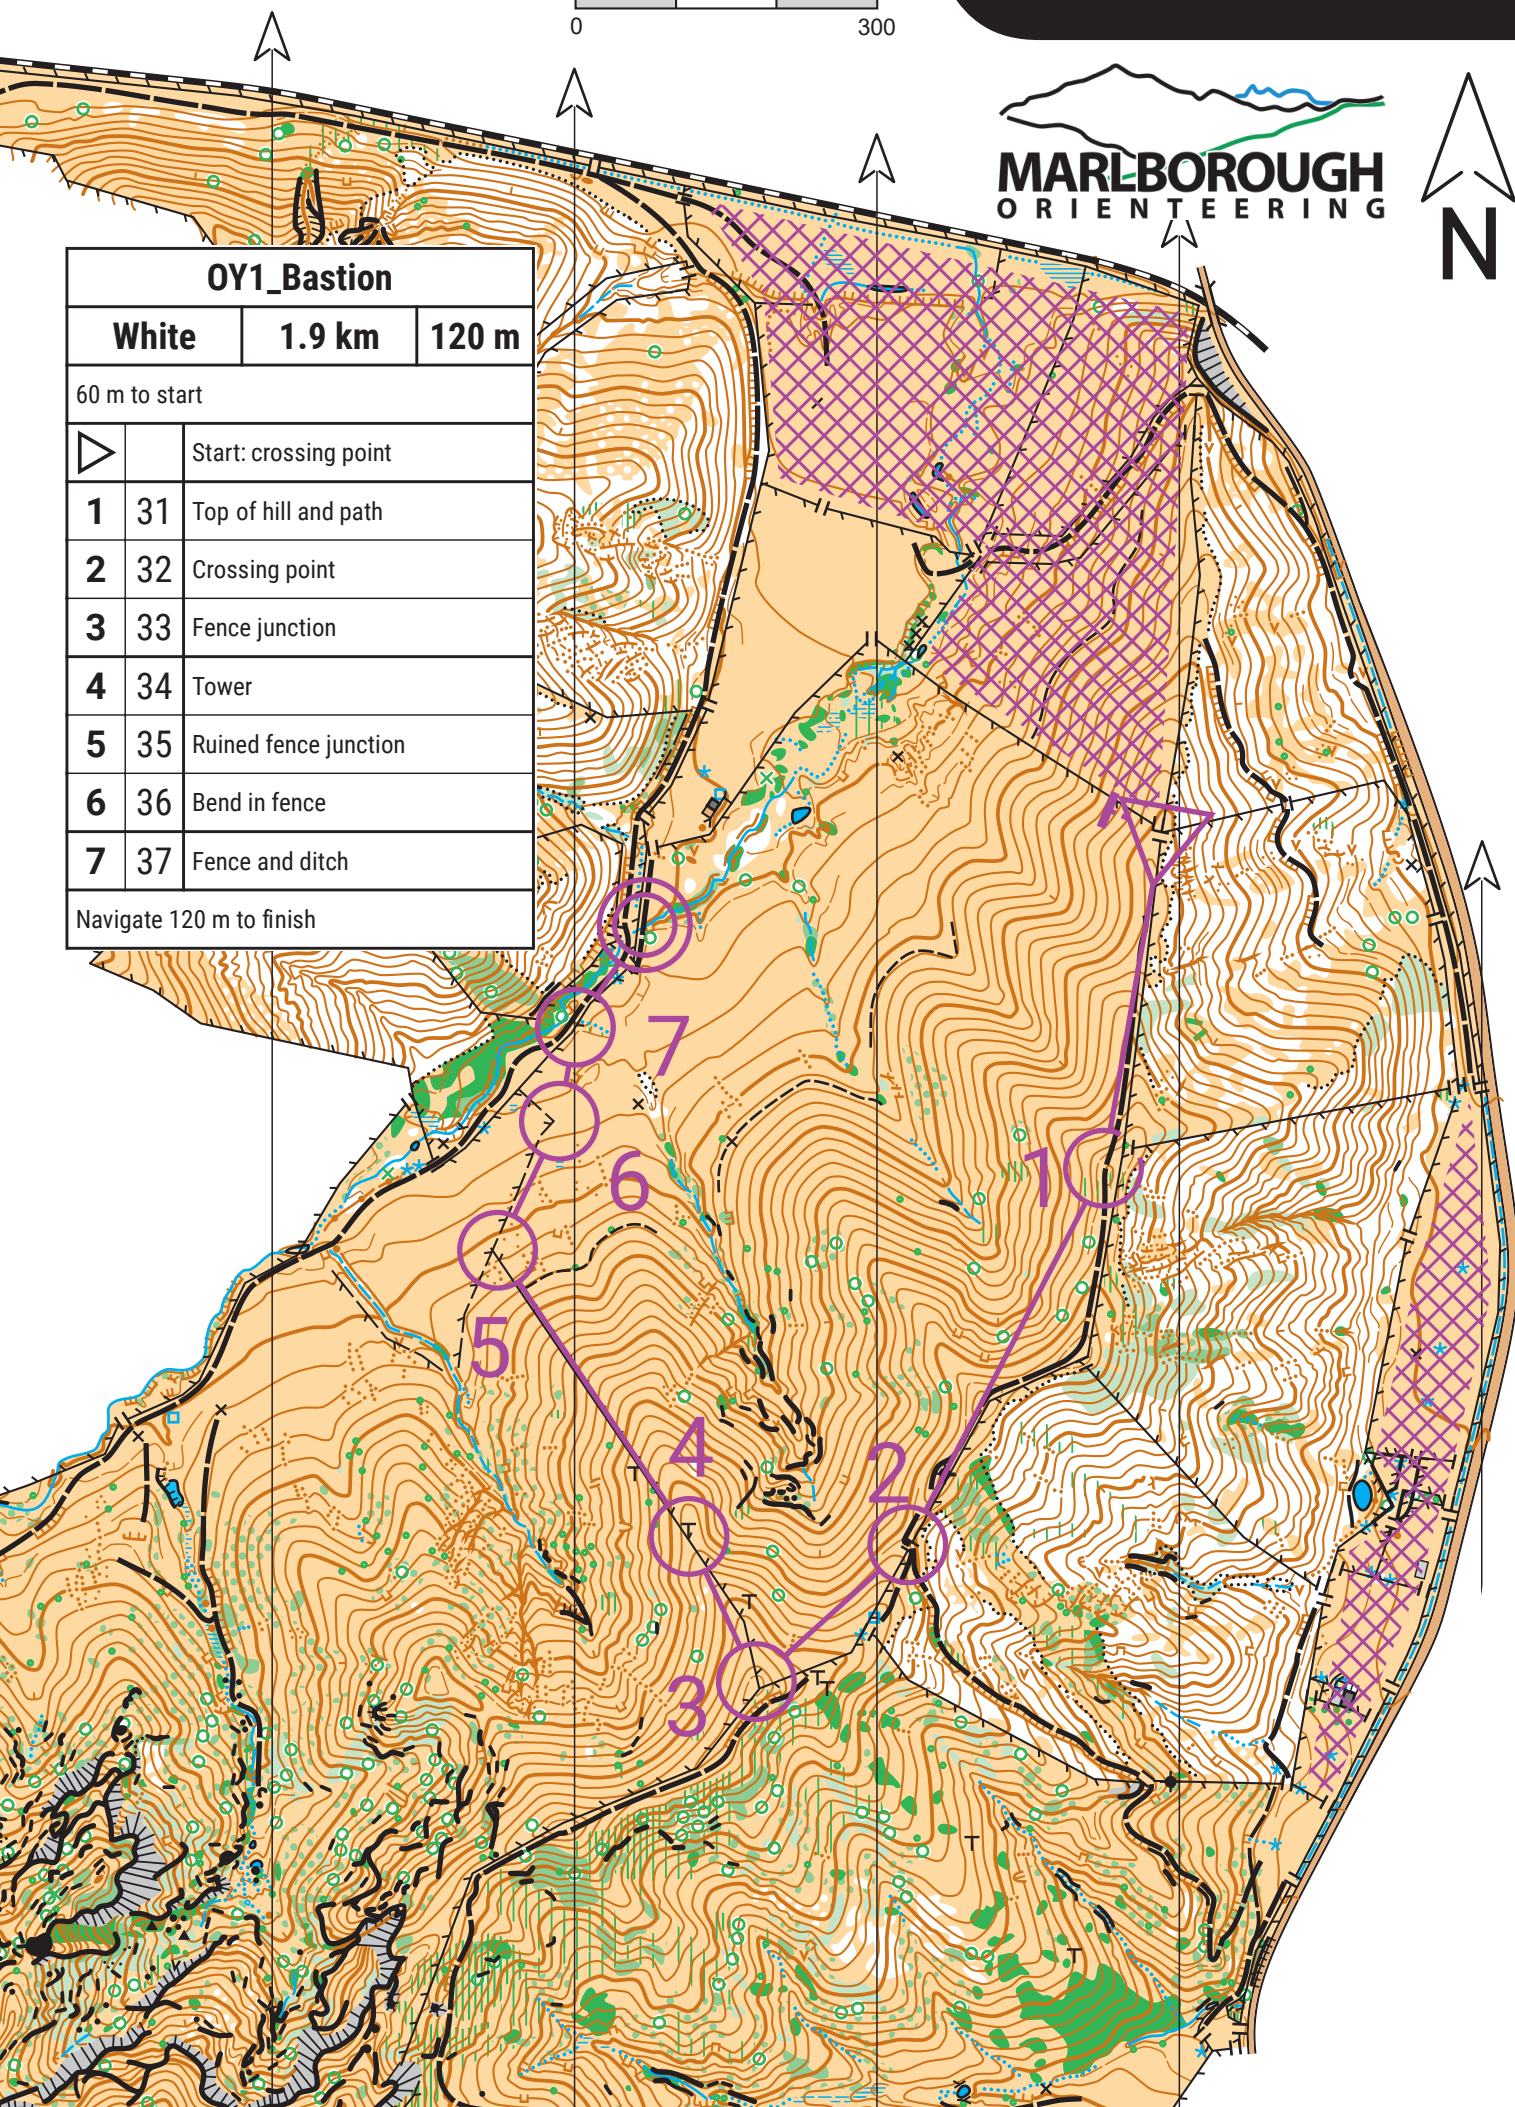 0 300
MARLBOROUGH
ORIENTEERING
N
OY1_Bastion
White 1.9 km 120 m
60 m to start
Start: crossing point
1 31 Top of hill and path
2 32 Crossing point
3 33 Fence junction
4 34 Tower
5 35 Ruined fence junction
6 36 Bend in fence
7 37 Fence and ditch
Navigate 120 m to finish
7
1
6
5
4
2
3